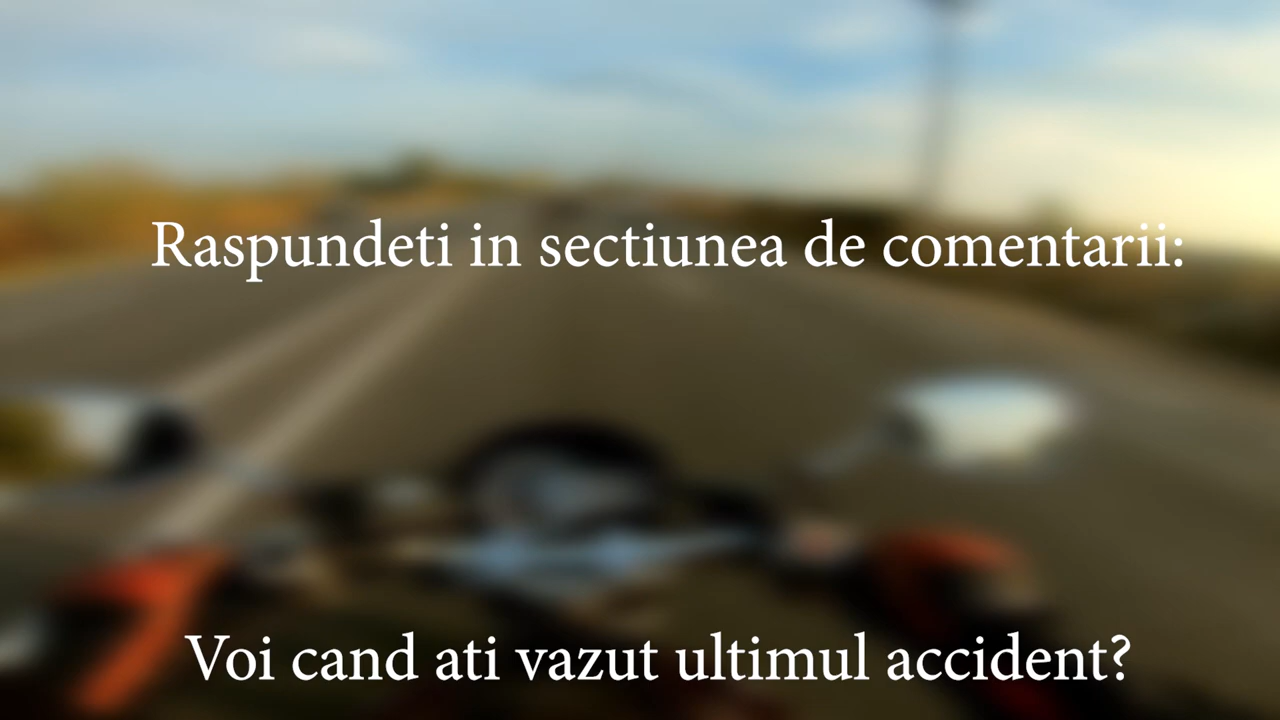 Raspundeti in sectiunea de comentarii:
Voi cand ati vazut ultimul accident?